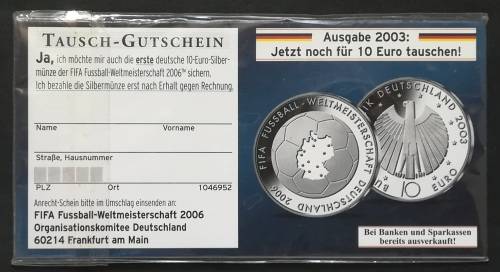 TAUSCH-GUTSCHEIN
Ja, ich möchte mir auch die erste deutsche 10-Euro-Silber-
münze der FIFA Fussball-Weltmeisterschaft 2006™ sichern.
Ich bezahle die Silbermünze erst nach Erhalt gegen Rechnung.
Name Vorname
Straße, Hausnummer
PLZ Ort 1046952
Anrecht-Schein bitte im Umschlag einsenden an:
FIFA Fussball-Weltmeisterschaft 2006
Organisationskomitee Deutschland
60214 Frankfurt am Main
Ausgabe 2003:
Jetzt noch für 10 Euro tauschen!
FIFA FUSSBALL-WELTMEISTERSCHAFT DEUTSCHLAND 2006
IK DEUTSCHLAND 2003
BU
10
EURO
Bei Banken und Sparkassen
bereits ausverkauft!